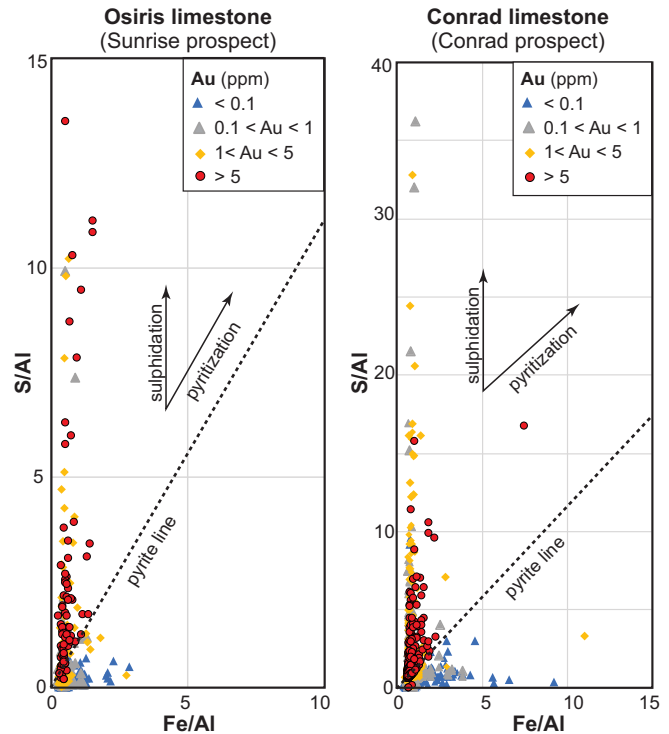 Osiris limestone
(Sunrise prospect)
15
10
5
0
S/Al
Au (ppm)
< 0.1
0.1 < Au < 1
1< Au < 5
> 5
sulphidation
pyritization
pyrite line
0
5
10
Fe/Al
Conrad limestone
(Conrad prospect)
40
30
20
10
0
S/Al
Au (ppm)
< 0.1
0.1 < Au < 1
1< Au < 5
> 5
sulphidation
pyritization
pyrite line
0
5
10
15
Fe/Al